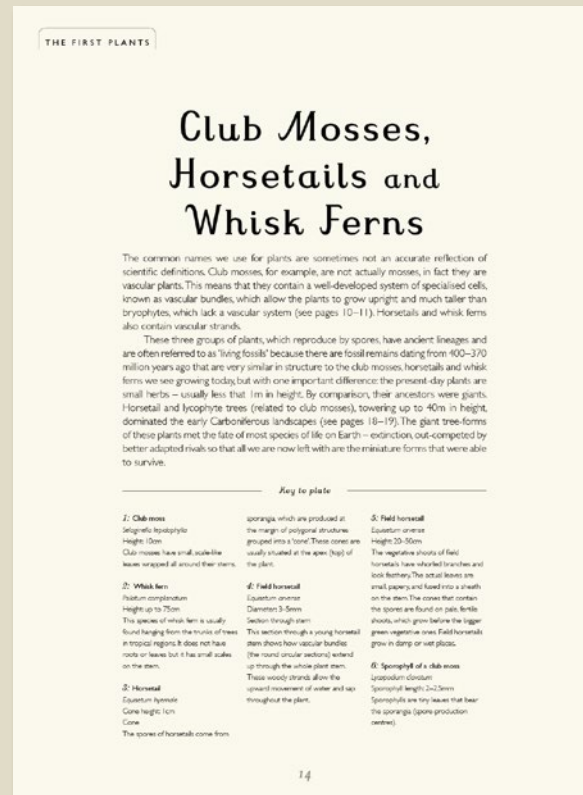 THE FIRST PLANTS
Club Mosses,
Horsetails and
Whisk Ferns
The common names we use for plants are sometimes not an accurate reflection of
scientific definitions. Club mosses, for example, are not actually mosses, in fact they are
vascular plants. This means that they contain a well-developed system of specialised cells,
known as vascular bundles, which allow the plants to grow upright and much taller than
bryophytes, which lack a vascular system (see pages 10–11). Horsetails and whisk ferns
also contain vascular strands.
These three groups of plants, which reproduce by spores, have ancient lineages and
are often referred to as 'living fossils' because there are fossil remains dating from 400–370
million years ago that are very similar in structure to the club mosses, horsetails and whisk
ferns we see growing today, but with one important difference: the present-day plants are
small herbs – usually less that 1m in height. By comparison, their ancestors were giants.
Horsetail and lycophyte trees (related to club mosses), towering up to 40m in height,
dominated the early Carboniferous landscapes (see pages 18–19). The giant tree-forms
of these plants met the fate of most species of life on Earth – extinction, out-competed by
better adapted rivals so that all we are now left with are the miniature forms that were able
to survive.
Key to plate
1: Club moss
Selaginella lepidophylla
Height: 10cm
Club mosses have small, scale-like
leaves wrapped all around their stems.
2: Whisk fern
Psilotum complanatum
Height: up to 75cm
This species of whisk fern is usually
found hanging from the trunks of trees
in tropical regions. It does not have
roots or leaves but it has small scales
on the stem.
3: Horsetail
Equisetum hyemale
Cone height: 1cm
Cone
The spores of horsetails come from
sporangia, which are produced at
the margin of polygonal structures
grouped into a 'cone'. These cones are
usually situated at the apex (top) of
the plant.
4: Field horsetail
Equisetum arvense
Diameter: 3–5mm
Section through stem
This section through a young horsetail
stem shows how vascular bundles
(the round circular sections) extend
up through the whole plant stem.
These woody strands allow the
upward movement of water and sap
throughout the plant.
5: Field horsetail
Equisetum arvense
Height: 20–50cm
The vegetative shoots of field
horsetails have whorled branches and
look feathery. The actual leaves are
small, papery, and fused into a sheath
on the stem. The cones that contain
the spores are found on pale, fertile
shoots, which grow before the bigger
green vegetative ones. Field horsetails
grow in damp or wet places.
6: Sporophyll of a club moss
Lycopodium clavatum
Sporophyll length: 2–2.5mm
Sporophylls are tiny leaves that bear
the sporangia (spore production
centres).
14